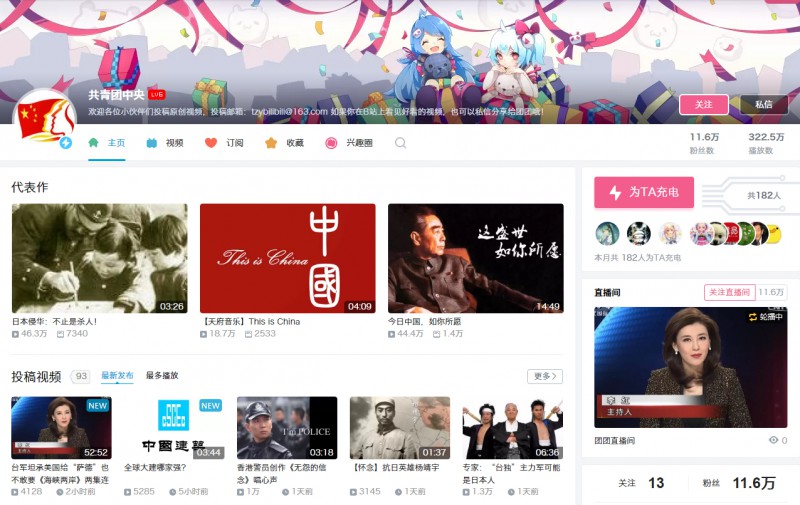 共青团中央 LV6
欢迎各位小伙伴们投稿原创视频，投稿邮箱：tzybilibili@163.com 如果你在B站上看见好看的视频，也可以私信分享给团团哦！
关注 私信
主页 视频 订阅 收藏 兴趣圈
11.6万 322.5万
粉丝数 播放数
代表作
03:26
日本侵华：不止是杀人！
46.3万 7340
中國
This is China
04:09
【天府音乐】This is China
18.7万 2533
这盛世
如你所愿
14:49
今日中国，如你所愿
44.4万 1.4万
投稿视频 93 最新发布 最多播放 更多 >
NEW
52:52
台军坦承美国给“萨德”也
不敢要《海峡两岸》两集连
4128 2小时前
NEW
中國建築
03:44
全球大建哪家强？
5285 5小时前
I'm POLICE
03:18
香港警员创作《无怨的信
念》唱心声
1万 1天前
01:37
【怀念】抗日英雄杨靖宇
3145 1天前
06:36
专家：“台独”主力军可能
是日本人
1.3万 1天前
为TA充电
共182人
本月共 182人为TA充电
直播间 关注直播间 11.6万
轮播中
李红
主持人
团团直播间 0
关注 13 粉丝 11.6万